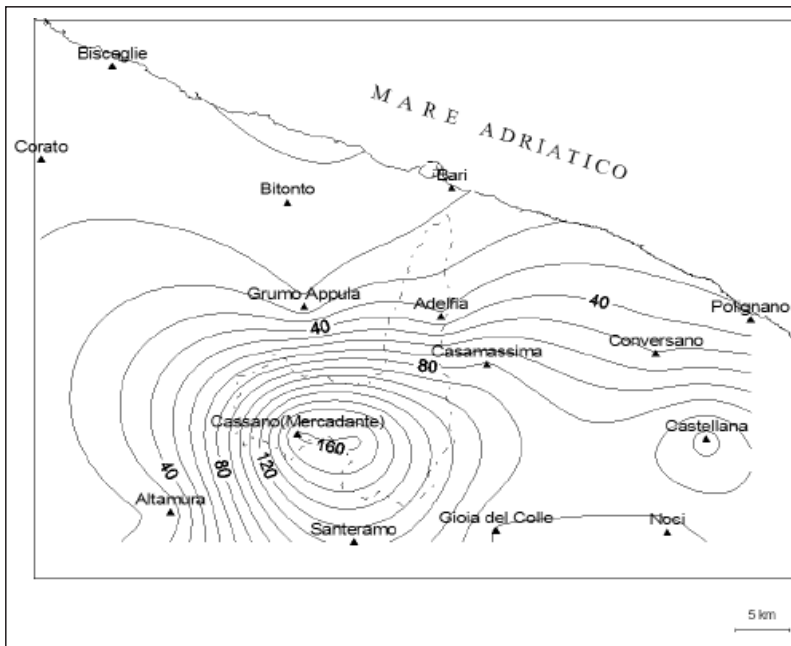 Bisceglie
MARE ADRIATICO
Corato
Bari
Bitonto
Grumo Appula
Adelfia
40
Polignano
40
Conversano
Casamassima
80
Cassano(Mercadante)
160
Castellana
40
80
120
Altamura
Santeramo
Gioia del Colle
Noci
5 km